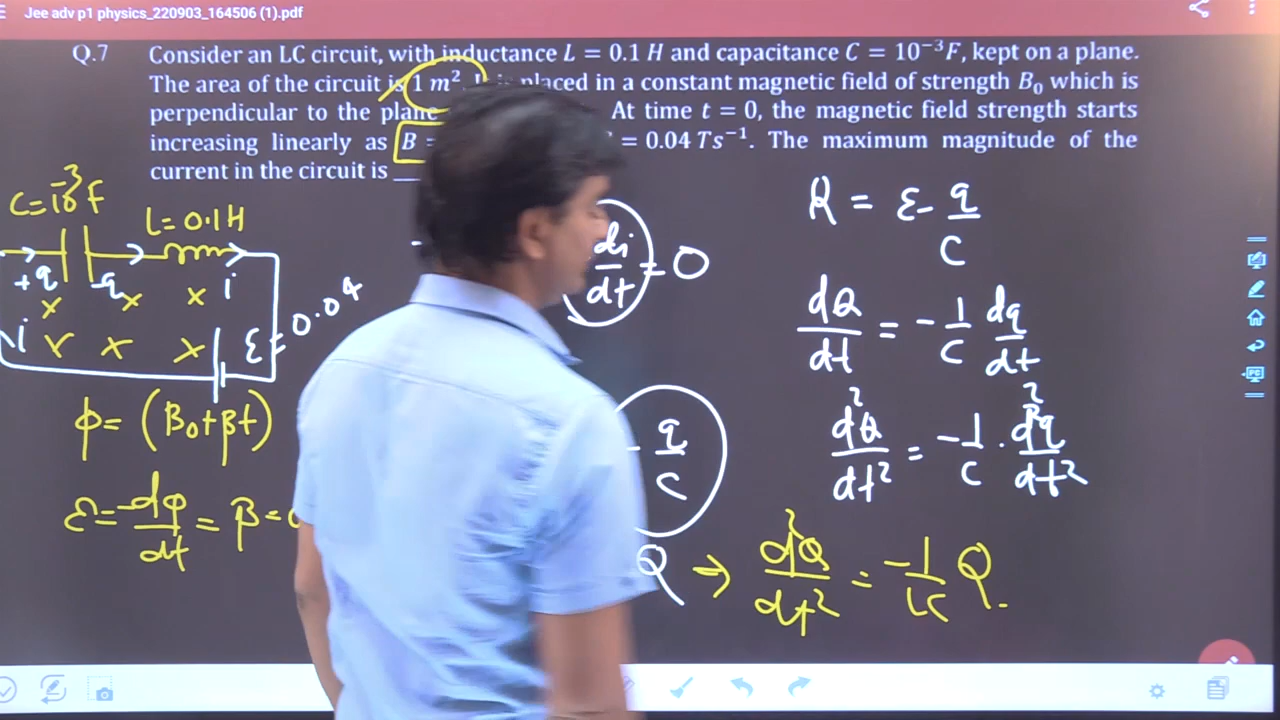 Jee adv p1 physics_220903_164506 (1).pdf
Q.7 Consider an LC circuit, with inductance L = 0.1 H and capacitance C = 10⁻³ F, kept on a plane.
The area of the circuit is 1 m². placed in a constant magnetic field of strength B₀ which is
perpendicular to the plane At time t = 0, the magnetic field strength starts
increasing linearly as B = = 0.04 Ts⁻¹. The maximum magnitude of the
current in the circuit is
C=10⁻³F
L=0.1H
+q -q i
i
ε=0.04
φ= (B₀+βt)
ε=-dφ/dt = β=
di/dt = 0
q/c
Q
Q = ε- q/c
dQ/dt = -1/c dq/dt
d²Q/dt² = -1/c · d²q/dt²
→ d²Q/dt² = -1/LC Q